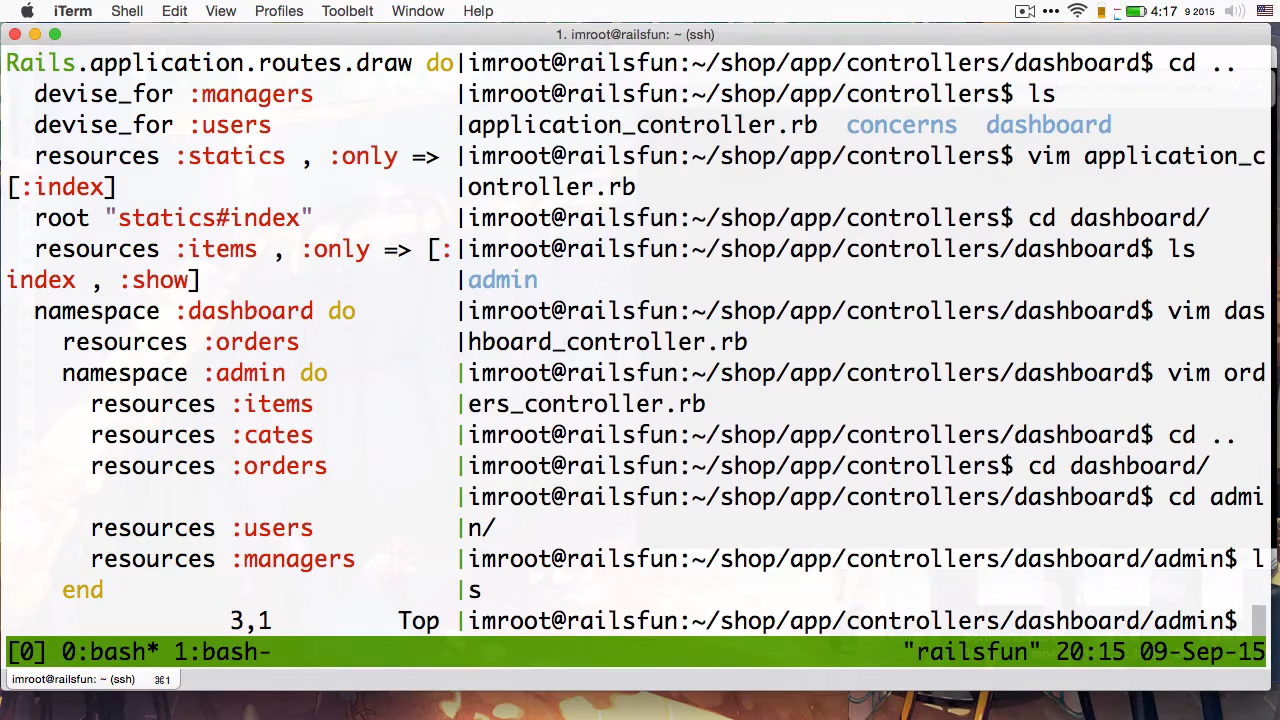 iTerm Shell Edit View Profiles Toolbelt Window Help 4:17 9 2015
1. imroot@railsfun: ~ (ssh)
Rails.application.routes.draw do
  devise_for :managers
  devise_for :users
  resources :statics , :only =>
[:index]
  root "statics#index"
  resources :items , :only => [:
index , :show]
  namespace :dashboard do
    resources :orders
    namespace :admin do
      resources :items
      resources :cates
      resources :orders

      resources :users
      resources :managers
    end
3,1 Top
|imroot@railsfun:~/shop/app/controllers/dashboard$ cd ..
|imroot@railsfun:~/shop/app/controllers$ ls
|application_controller.rb  concerns  dashboard
|imroot@railsfun:~/shop/app/controllers$ vim application_c
|ontroller.rb
|imroot@railsfun:~/shop/app/controllers$ cd dashboard/
|imroot@railsfun:~/shop/app/controllers/dashboard$ ls
|admin
|imroot@railsfun:~/shop/app/controllers/dashboard$ vim das
|hboard_controller.rb
|imroot@railsfun:~/shop/app/controllers/dashboard$ vim ord
|ers_controller.rb
|imroot@railsfun:~/shop/app/controllers/dashboard$ cd ..
|imroot@railsfun:~/shop/app/controllers$ cd dashboard/
|imroot@railsfun:~/shop/app/controllers/dashboard$ cd admi
|n/
|imroot@railsfun:~/shop/app/controllers/dashboard/admin$ l
|s
|imroot@railsfun:~/shop/app/controllers/dashboard/admin$
[0] 0:bash* 1:bash- "railsfun" 20:15 09-Sep-15
imroot@railsfun: ~ (ssh) ⌘1